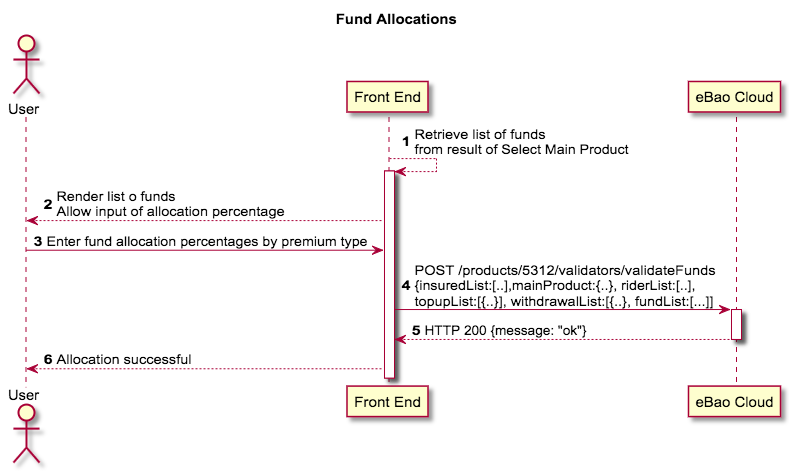 Fund Allocations
User
Front End
eBao Cloud
1 Retrieve list of funds
from result of Select Main Product
2 Render list o funds
Allow input of allocation percentage
3 Enter fund allocation percentages by premium type
POST /products/5312/validators/validateFunds
4 {insuredList:[..],mainProduct:{..}, riderList:[..],
topupList:[{..}], withdrawalList:[{..}, fundList:[...]]
5 HTTP 200 {message: "ok"}
6 Allocation successful
User
Front End
eBao Cloud